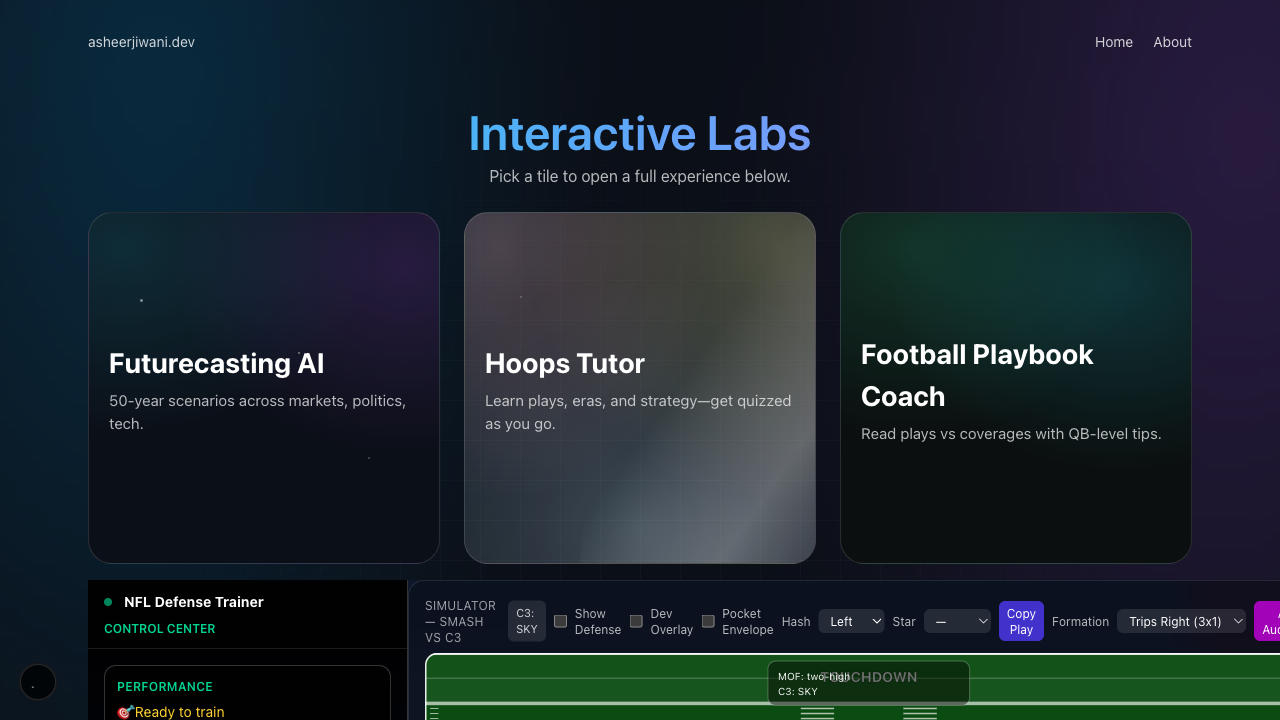 asheerjiwani.dev
Home
About
Interactive Labs
Pick a tile to open a full experience below.
Futurecasting AI
50-year scenarios across markets, politics,
tech.
Hoops Tutor
Learn plays, eras, and strategy—get quizzed
as you go.
Football Playbook
Coach
Read plays vs coverages with QB-level tips.
NFL Defense Trainer
CONTROL CENTER
PERFORMANCE
🎯Ready to train
SIMULATOR
— SMASH
VS C3
C3:
SKY
Show
Defense
Dev
Overlay
Pocket
Envelope
Hash
Left
Star
—
Copy
Play
Formation
Trips Right (3x1)
MOF: two-high
C3: SKY
TOUCHDOWN